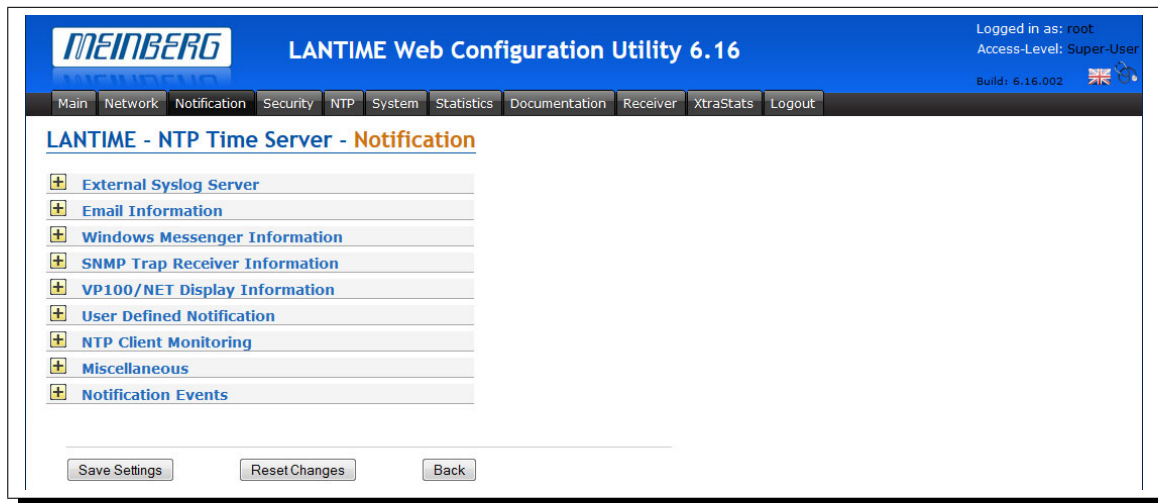 MEINBERG
LANTIME Web Configuration Utility 6.16
Logged in as: root
Access-Level: Super-User
Build: 6.16.002
Main Network Notification Security NTP System Statistics Documentation Receiver XtraStats Logout
LANTIME - NTP Time Server - Notification
External Syslog Server
Email Information
Windows Messenger Information
SNMP Trap Receiver Information
VP100/NET Display Information
User Defined Notification
NTP Client Monitoring
Miscellaneous
Notification Events
Save Settings Reset Changes Back